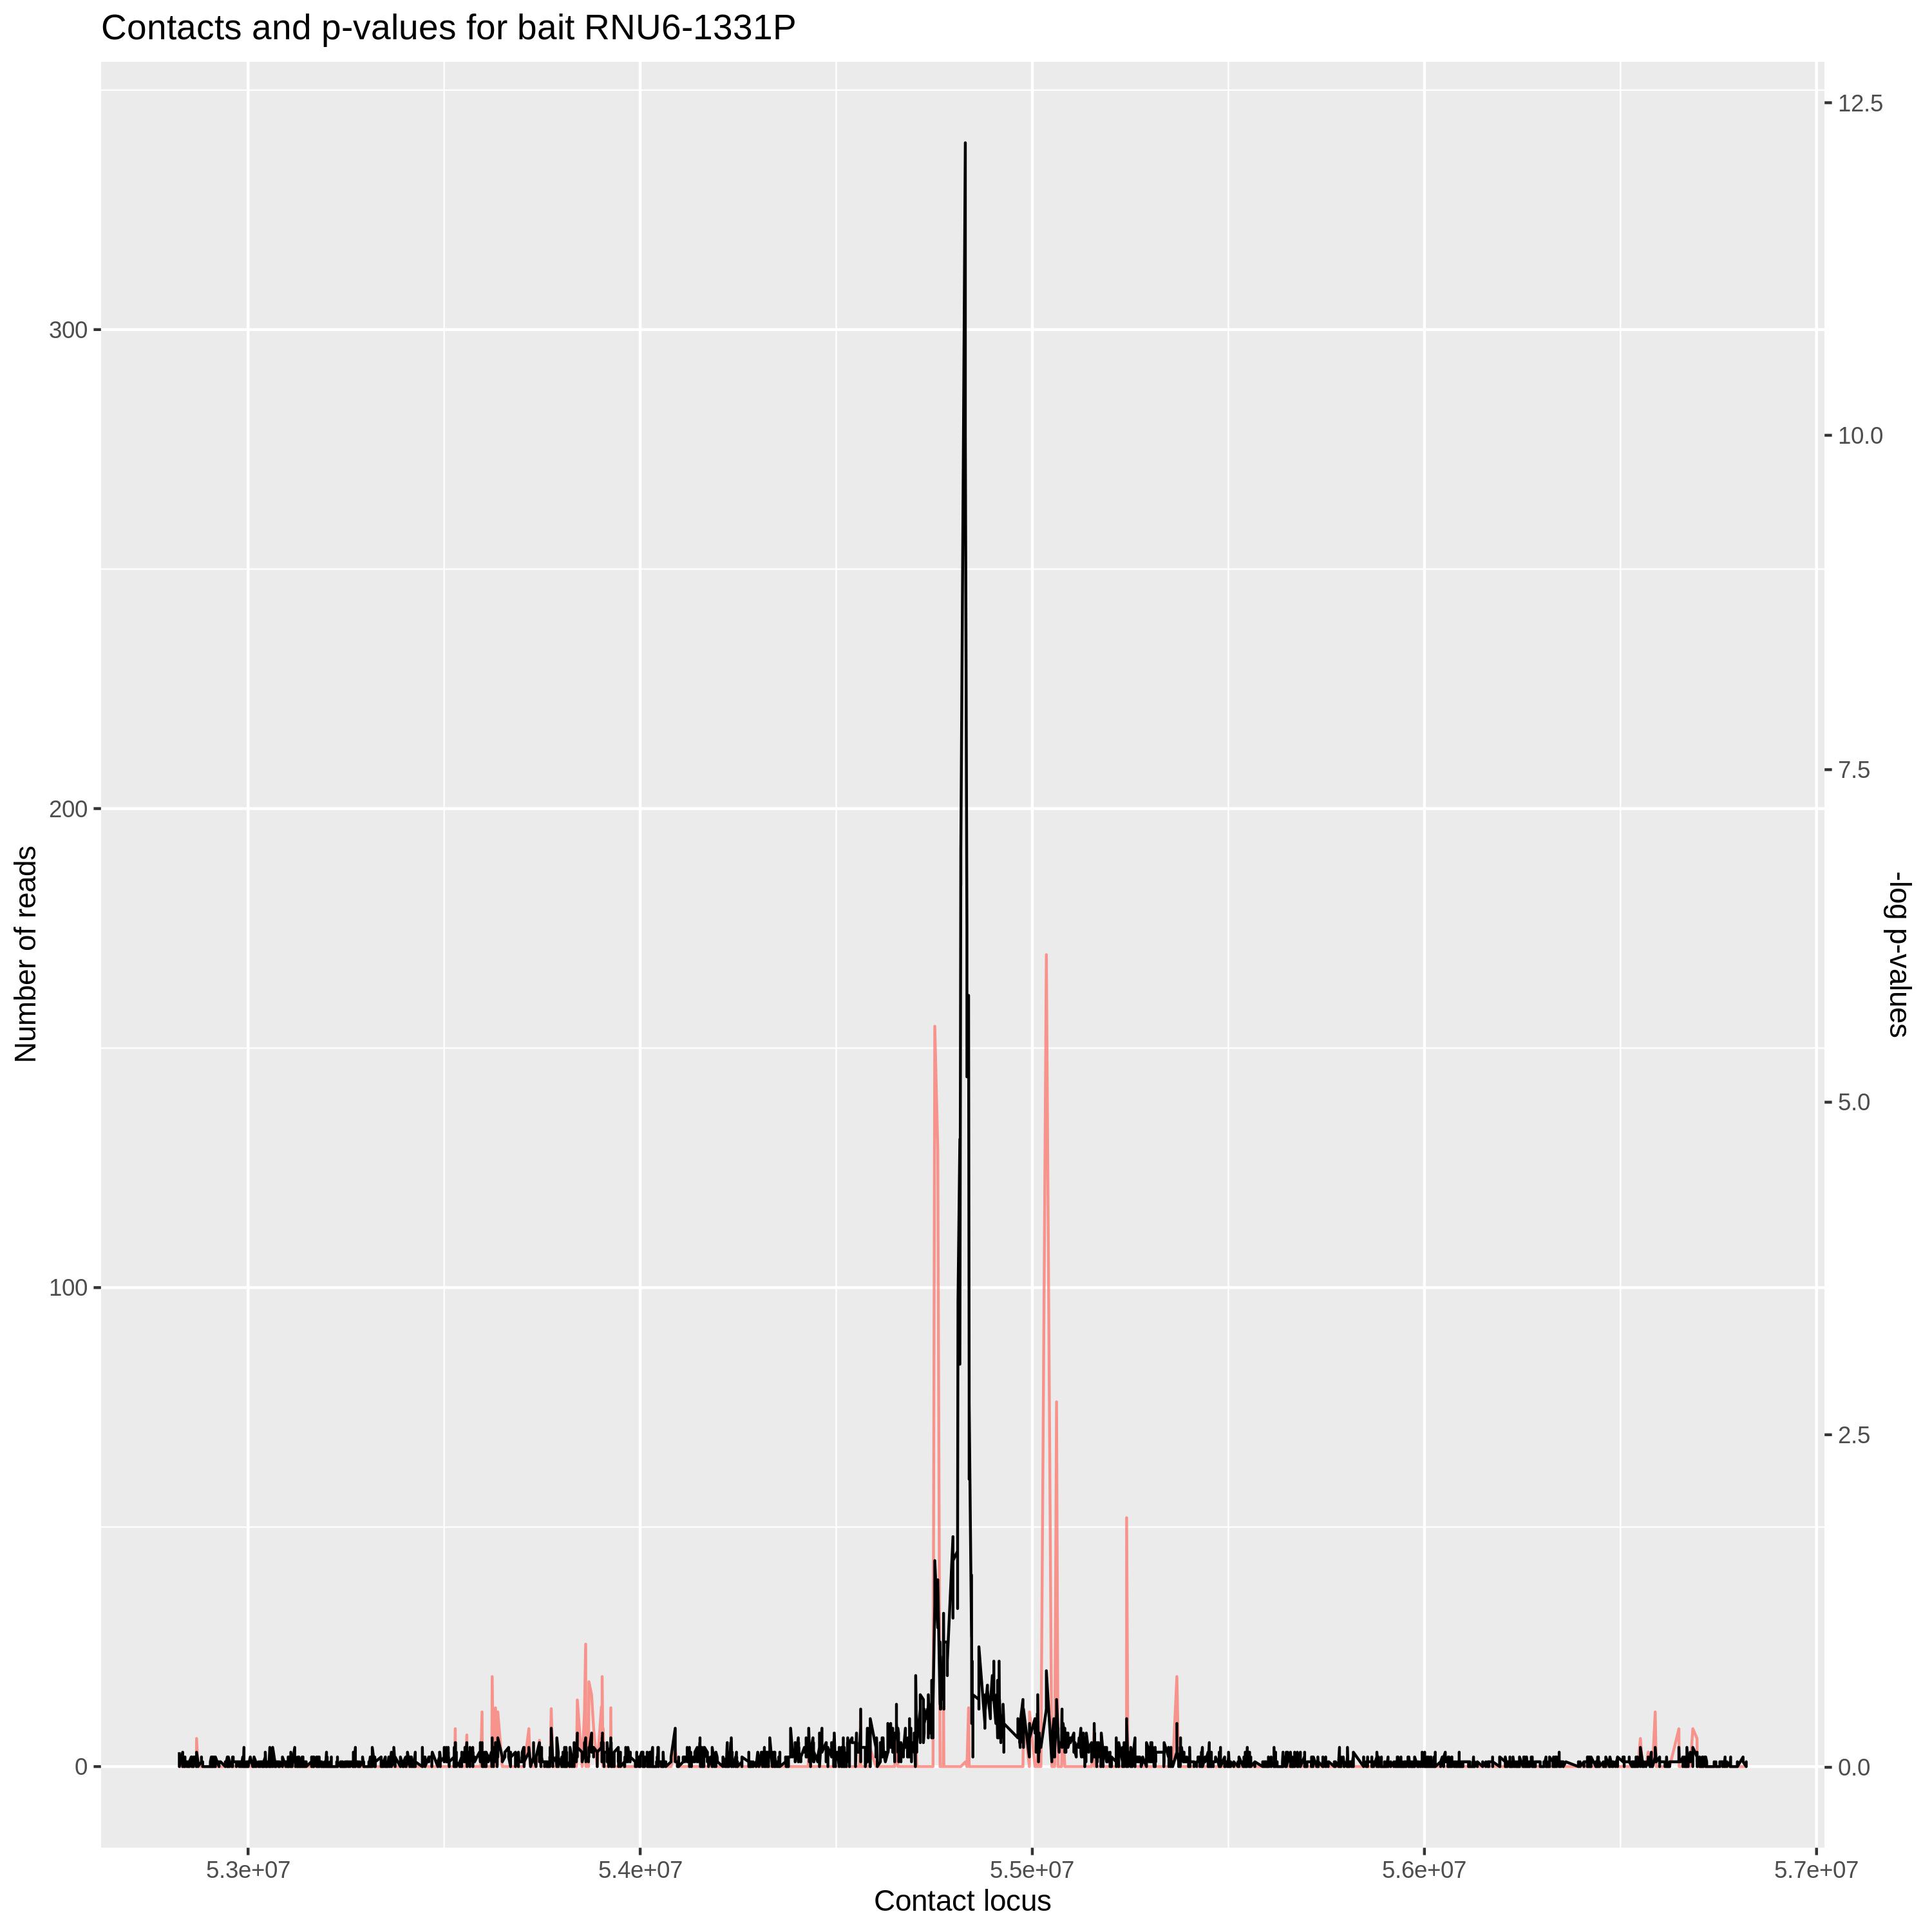 Contacts and p-values for bait RNU6-1331P
300
200
100
0
Number of reads
12.5
10.0
7.5
5.0
2.5
0.0
-log p-values
5.3e+07
5.4e+07
5.5e+07
5.6e+07
5.7e+07
Contact locus